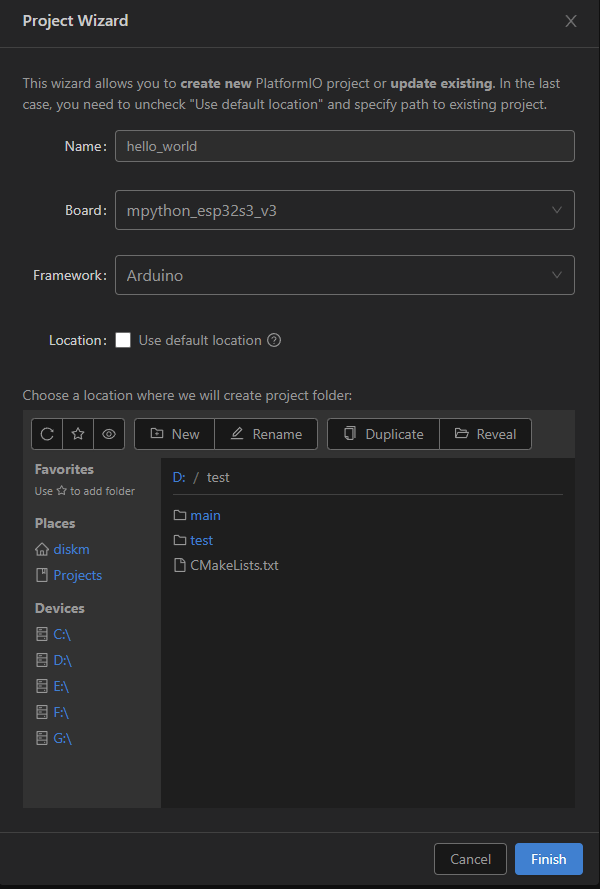 Project Wizard
This wizard allows you to create new PlatformIO project or update existing. In the last
case, you need to uncheck "Use default location" and specify path to existing project.
Name: hello_world
Board: mpython_esp32s3_v3
Framework: Arduino
Location: Use default location
Choose a location where we will create project folder:
New Rename Duplicate Reveal
Favorites
Use ☆ to add folder
Places
diskm
Projects
Devices
C:\
D:\
E:\
F:\
G:\
D: / test
main
test
CMakeLists.txt
Cancel Finish